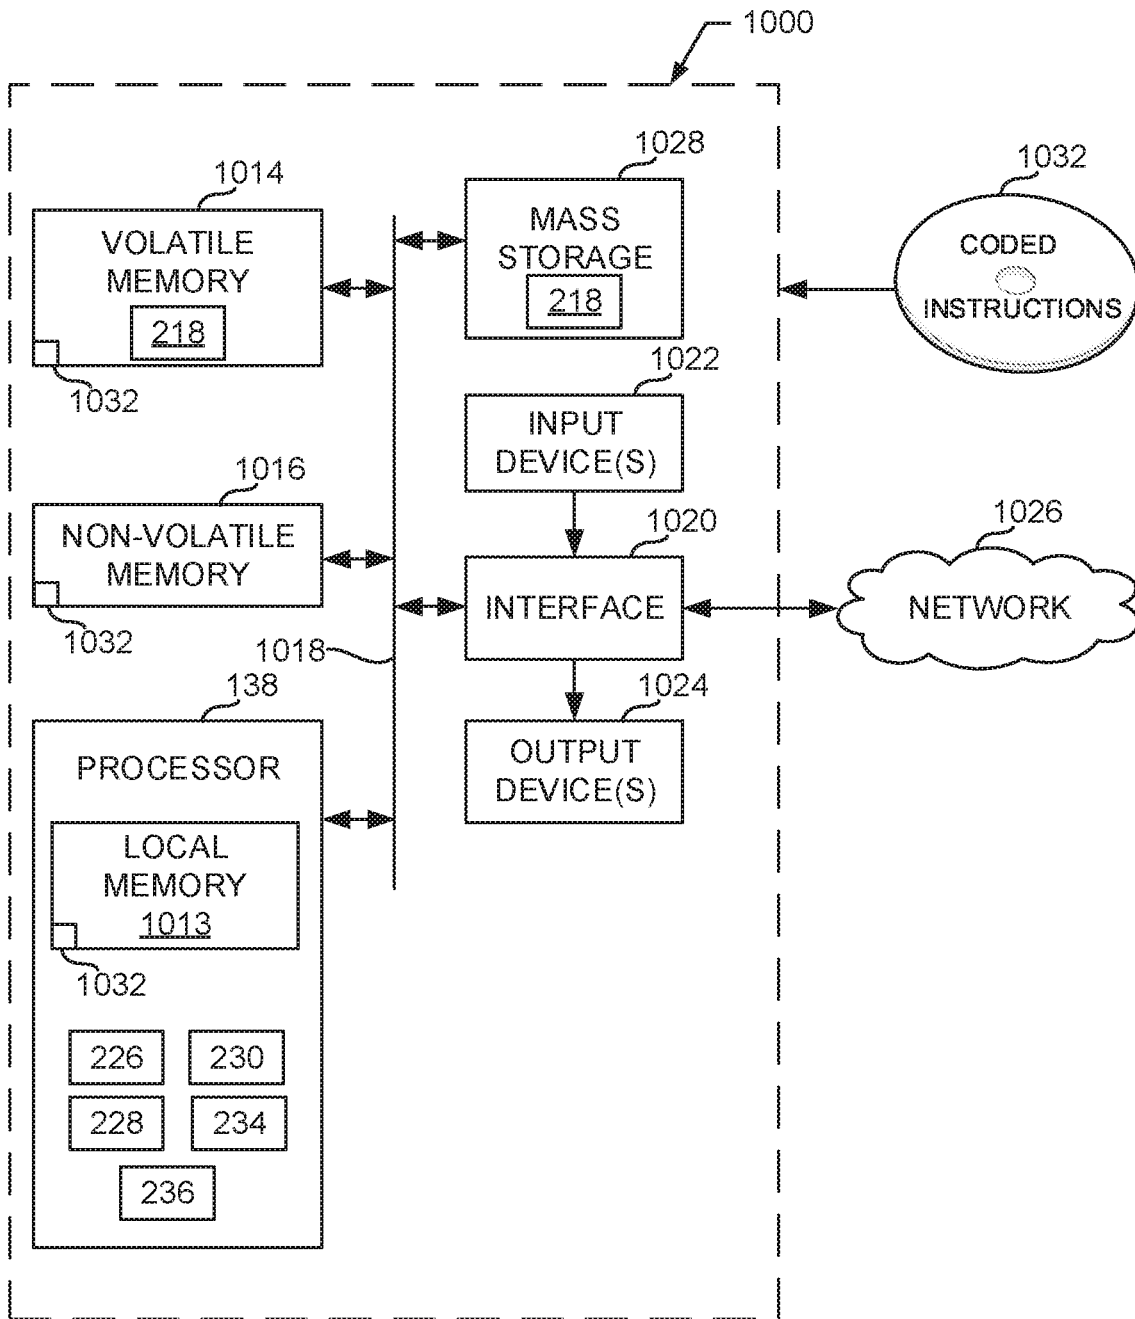 1000
1014
VOLATILE
MEMORY
218
1032
1028
MASS
STORAGE
218
1032
CODED
INSTRUCTIONS
1022
INPUT
DEVICE(S)
1016
NON-VOLATILE
MEMORY
1032
1020
INTERFACE
1026
NETWORK
1018
1024
OUTPUT
DEVICE(S)
138
PROCESSOR
LOCAL
MEMORY
1013
1032
226
230
228
234
236